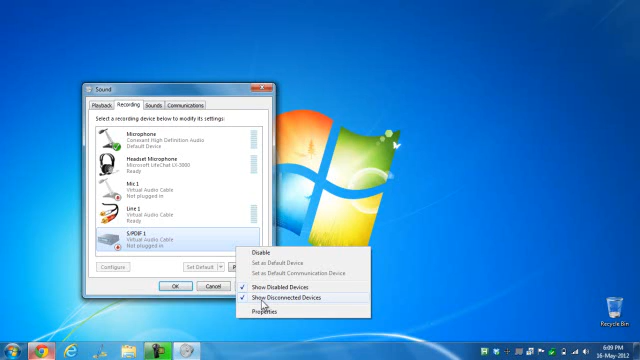 Sound
Playback Recording Sounds Communications
Select a recording device below to modify its settings:
Microphone
Conexant High Definition Audio
Default Device
Headset Microphone
Microsoft LifeChat LX-3000
Ready
Mic 1
Virtual Audio Cable
Not plugged in
Line 1
Virtual Audio Cable
Ready
S/PDIF 1
Virtual Audio Cable
Not plugged in
Configure Set Default P
OK Cancel
Disable
Set as Default Device
Set as Default Communication Device
Show Disabled Devices
Show Disconnected Devices
Properties
Recycle Bin
6:09 PM
16-May-2012